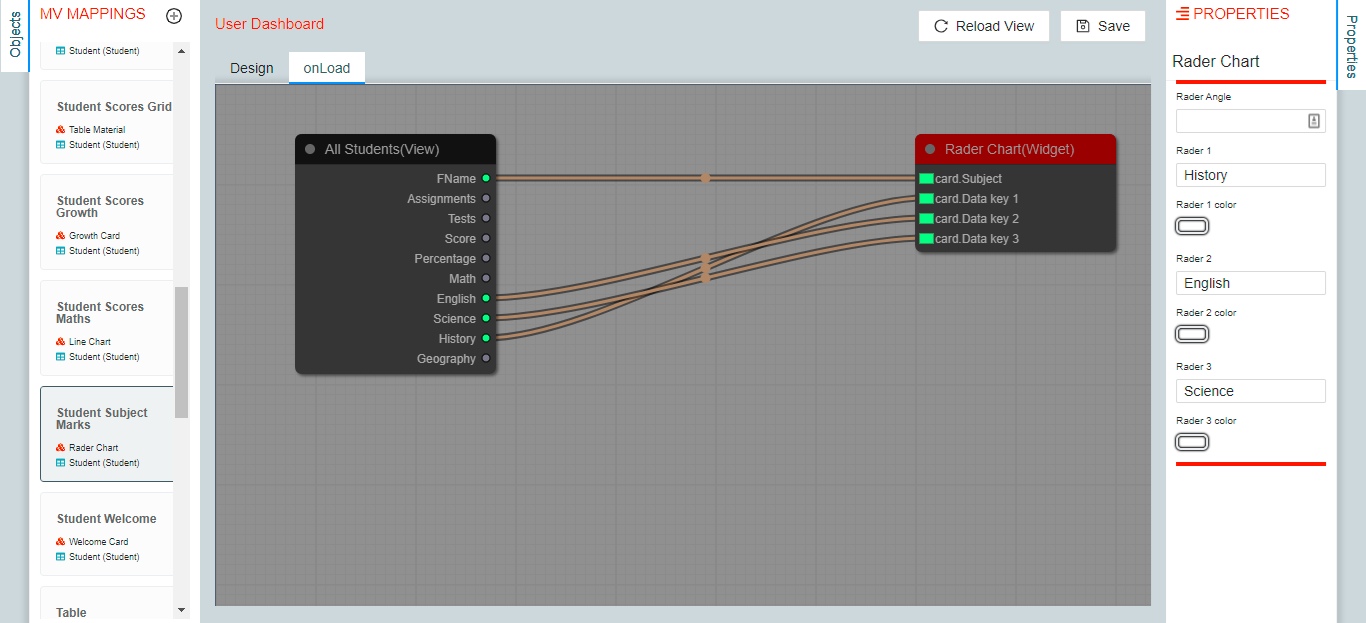 Objects
MV MAPPINGS
Student (Student)
Student Scores Grid
Table Material
Student (Student)
Student Scores
Growth
Growth Card
Student (Student)
Student Scores
Maths
Line Chart
Student (Student)
Student Subject
Marks
Rader Chart
Student (Student)
Student Welcome
Welcome Card
Student (Student)
Table
User Dashboard
Reload View
Save
Design
onLoad
All Students(View)
FName
Assignments
Tests
Score
Percentage
Math
English
Science
History
Geography
Rader Chart(Widget)
card.Subject
card.Data key 1
card.Data key 2
card.Data key 3
PROPERTIES
Rader Chart
Rader Angle
Rader 1
History
Rader 1 color
Rader 2
English
Rader 2 color
Rader 3
Science
Rader 3 color
Properties